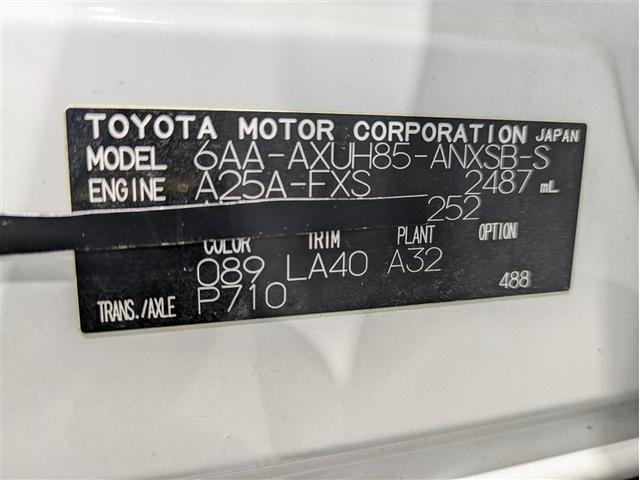 TOYOTA MOTOR CORPORATION JAPAN
MODEL 6AA-AXUH85-ANXSB-S
ENGINE A25A-FXS 2487 mL
252
COLOR TRIM PLANT OPTION
089 LA40 A32
TRANS./AXLE P710 488